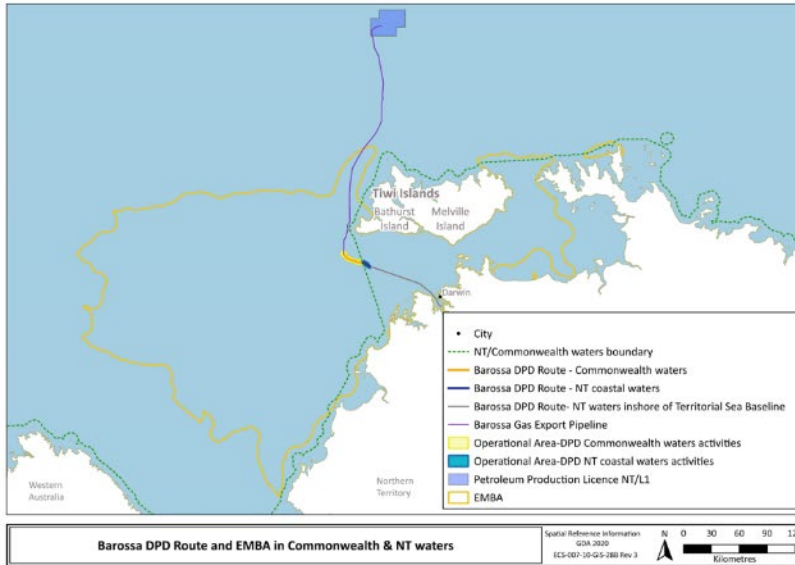 Tiwi Islands
Bathurst
Island
Melville
Island
Darwin
Western
Australia
Northern
Territory
City
NT/Commonwealth waters boundary
Barossa DPD Route - Commonwealth waters
Barossa DPD Route - NT coastal waters
Barossa DPD Route- NT waters inshore of Territorial Sea Baseline
Barossa Gas Export Pipeline
Operational Area-DPD Commonwealth waters activities
Operational Area-DPD NT coastal waters activities
Petroleum Production Licence NT/L1
EMBA
Barossa DPD Route and EMBA in Commonwealth & NT waters
Spatial Reference Information
GDA 2020
ECS-007-10-GIS-288 Rev 3
N
0 30 60 90
Kilometres